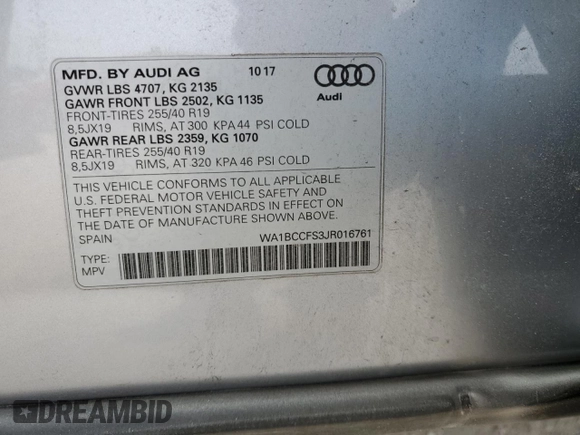 MFD. BY AUDI AG 10 17
GVWR LBS 4707, KG 2135
GAWR FRONT LBS 2502, KG 1135
FRONT-TIRES 255/40 R19
8,5JX19 RIMS, AT 300 KPA 44 PSI COLD
GAWR REAR LBS 2359, KG 1070
REAR-TIRES 255/40 R19
8,5JX19 RIMS, AT 320 KPA 46 PSI COLD
Audi
THIS VEHICLE CONFORMS TO ALL APPLICABLE
U.S. FEDERAL MOTOR VEHICLE SAFETY AND
THEFT PREVENTION STANDARDS IN EFFECT ON
THE DATE OF MANUFACTURE SHOWN ABOVE.
SPAIN WA1BCCFS3JR016761
TYPE:
MPV
DREAMBID